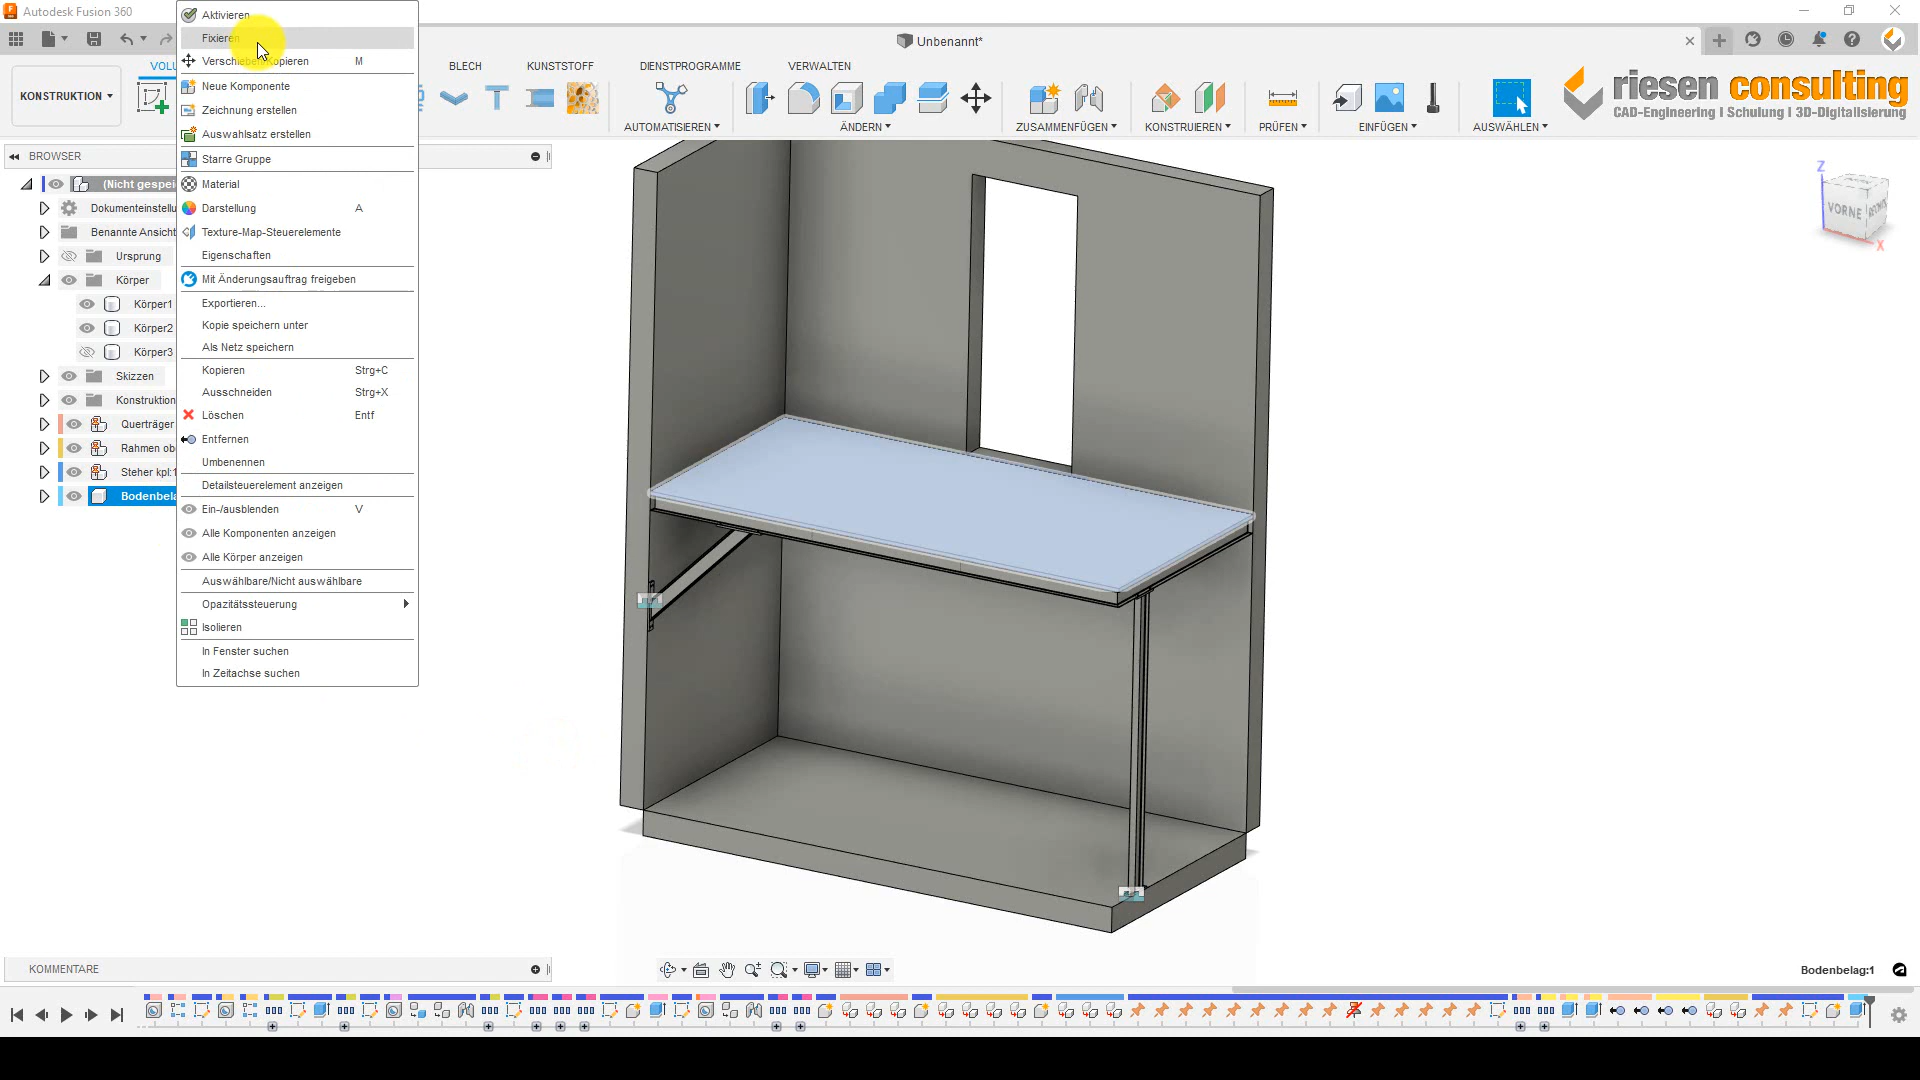 Autodesk Fusion 360
Unbenannt*
KONSTRUKTION
BLECH
KUNSTSTOFF
DIENSTPROGRAMME
VERWALTEN
AUTOMATISIEREN
ÄNDERN
ZUSAMMENFÜGEN
KONSTRUIEREN
PRÜFEN
EINFÜGEN
AUSWÄHLEN
riesen consulting
CAD-Engineering I Schulung I 3D-Digitalisierung
BROWSER
(Nicht gespei
Dokumenteinstellu
Benannte Ansicht
Ursprung
Körper
Körper1
Körper2
Körper3
Skizzen
Konstruktion
Querträger
Rahmen ob
Steher kpl:1
Bodenbela
Aktivieren
Fixieren
Verschieben/Kopieren M
Neue Komponente
Zeichnung erstellen
Auswahlsatz erstellen
Starre Gruppe
Material
Darstellung A
Texture-Map-Steuerelemente
Eigenschaften
Mit Änderungsauftrag freigeben
Exportieren...
Kopie speichern unter
Als Netz speichern
Kopieren Strg+C
Ausschneiden Strg+X
Löschen Entf
Entfernen
Umbenennen
Detailsteuerelement anzeigen
Ein-/ausblenden V
Alle Komponenten anzeigen
Alle Körper anzeigen
Auswählbare/Nicht auswählbare
Opazitätssteuerung
Isolieren
In Fenster suchen
In Zeitachse suchen
Z
VORNE
RECHTS
X
KOMMENTARE
Bodenbelag:1